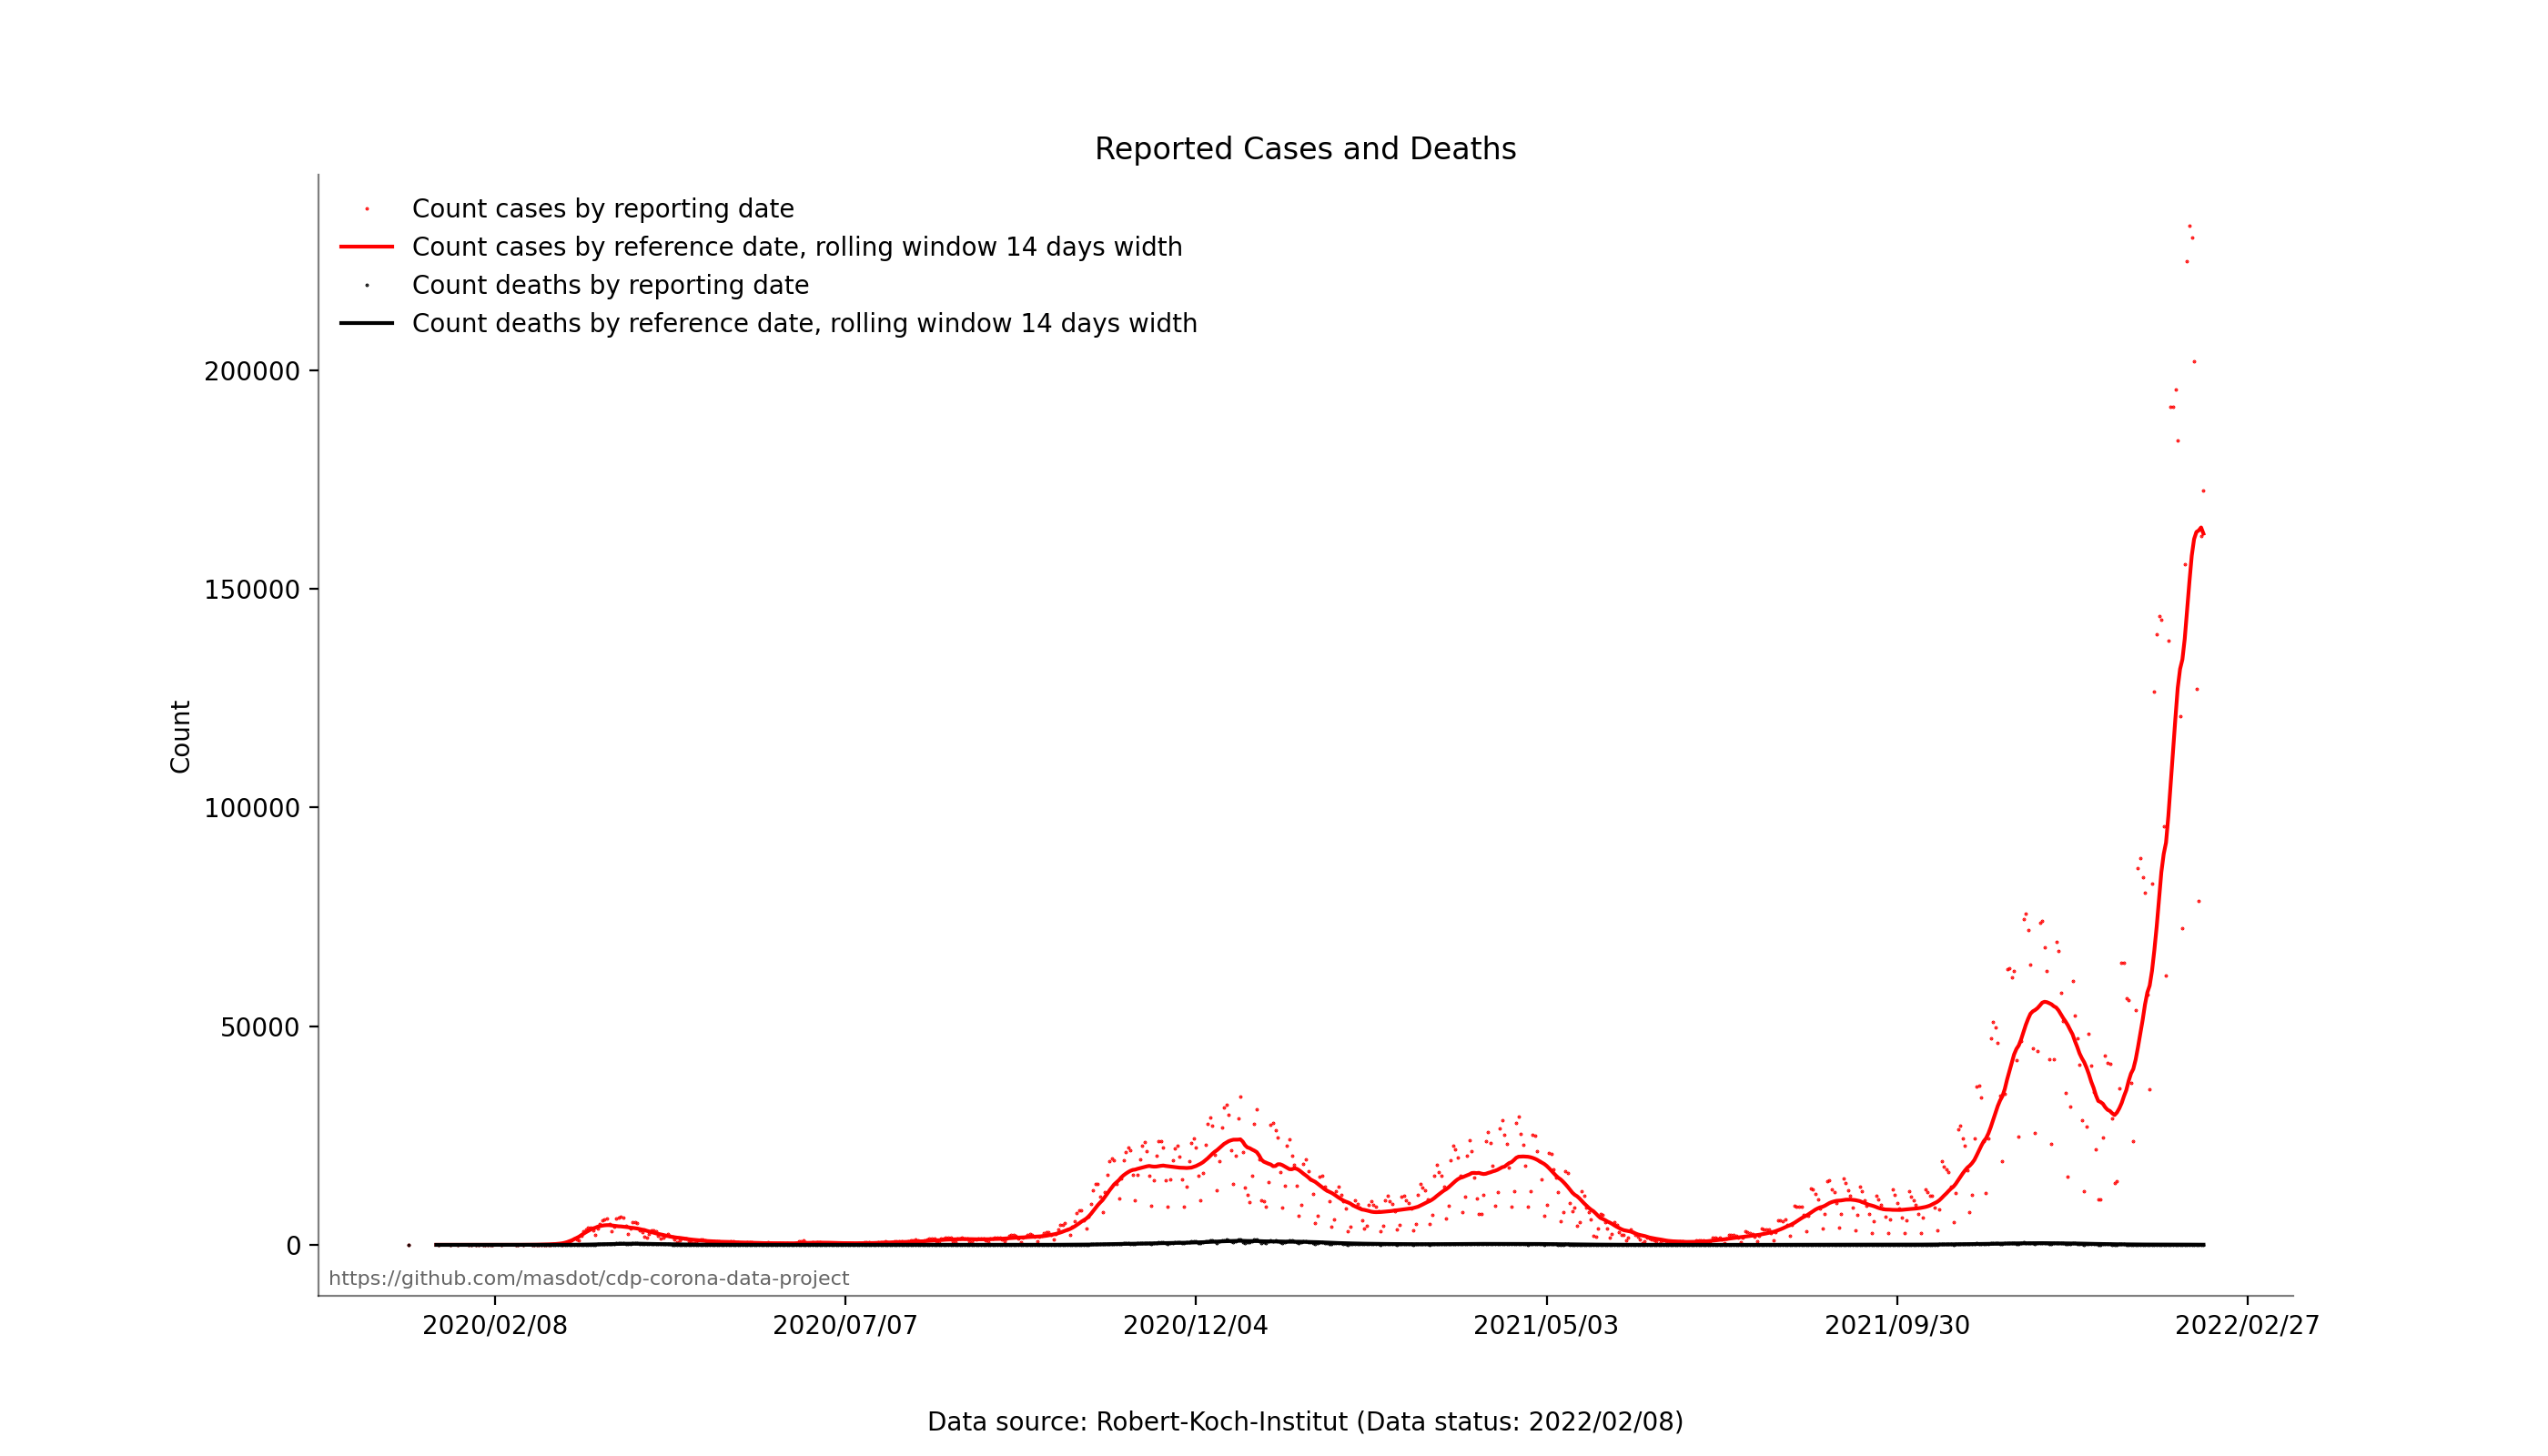 Reported Cases and Deaths
Count cases by reporting date
Count cases by reference date, rolling window 14 days width
Count deaths by reporting date
Count deaths by reference date, rolling window 14 days width
200000
150000
100000
50000
0
Count
https://github.com/masdot/cdp-corona-data-project
2020/02/08 2020/07/07 2020/12/04 2021/05/03 2021/09/30 2022/02/27
Data source: Robert-Koch-Institut (Data status: 2022/02/08)